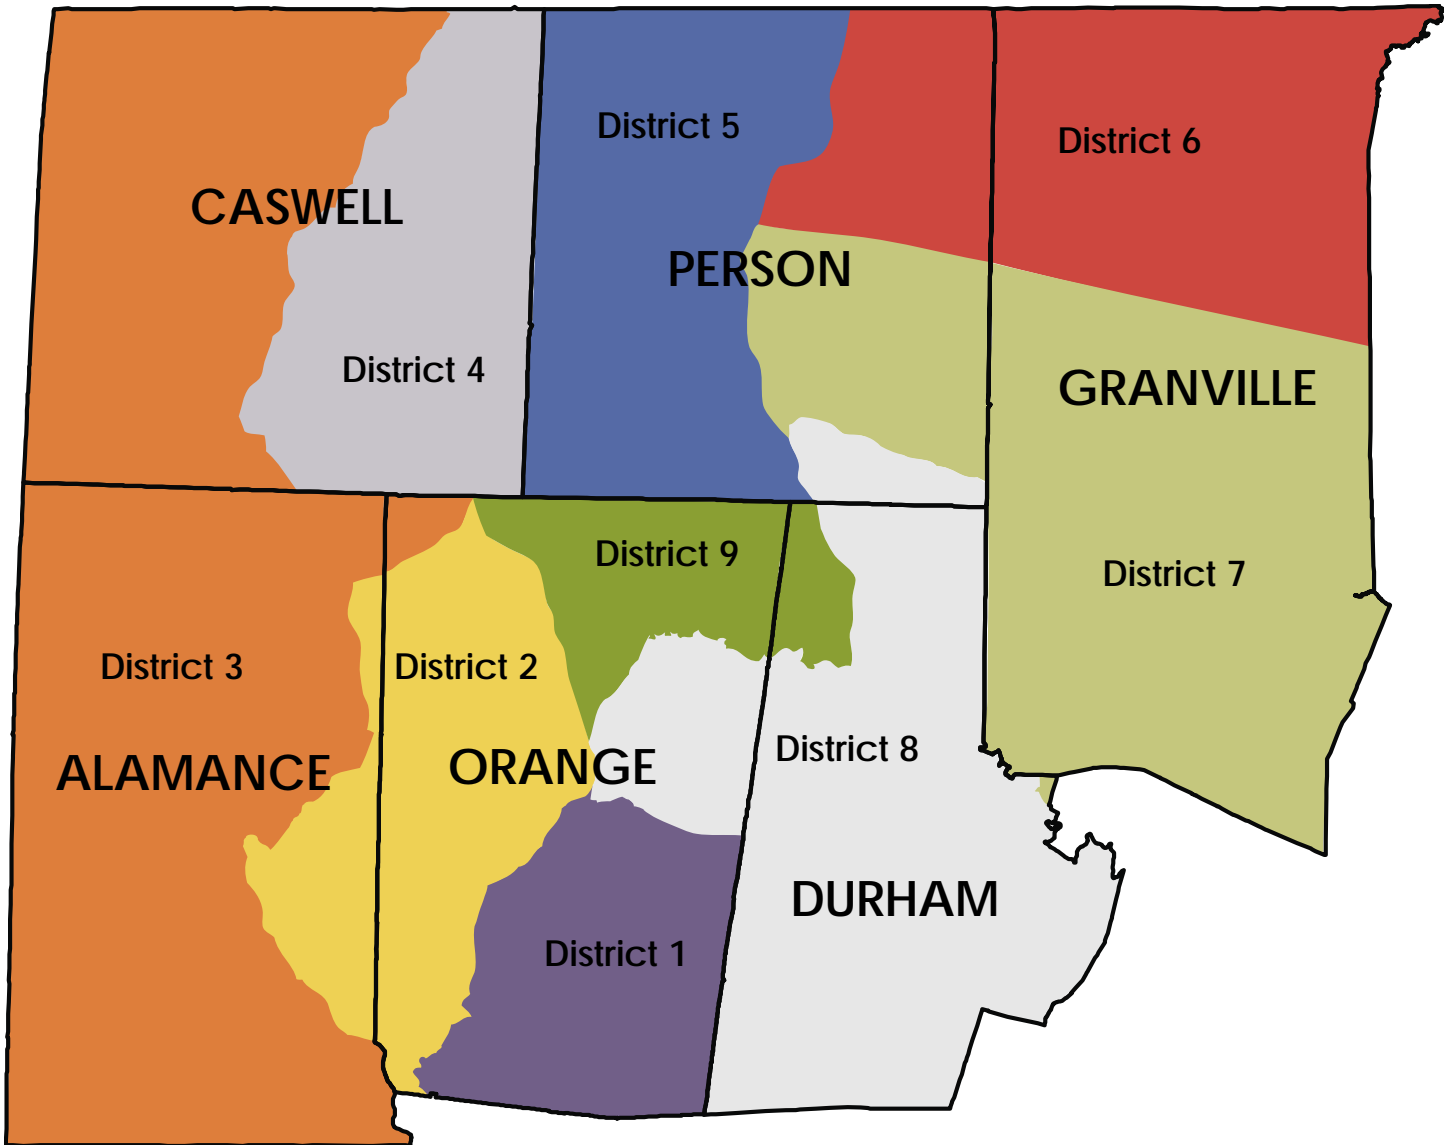 District 5
District 6
CASWELL
PERSON
District 4
GRANVILLE
District 9
District 7
District 3
District 2
District 8
ALAMANCE
ORANGE
DURHAM
District 1